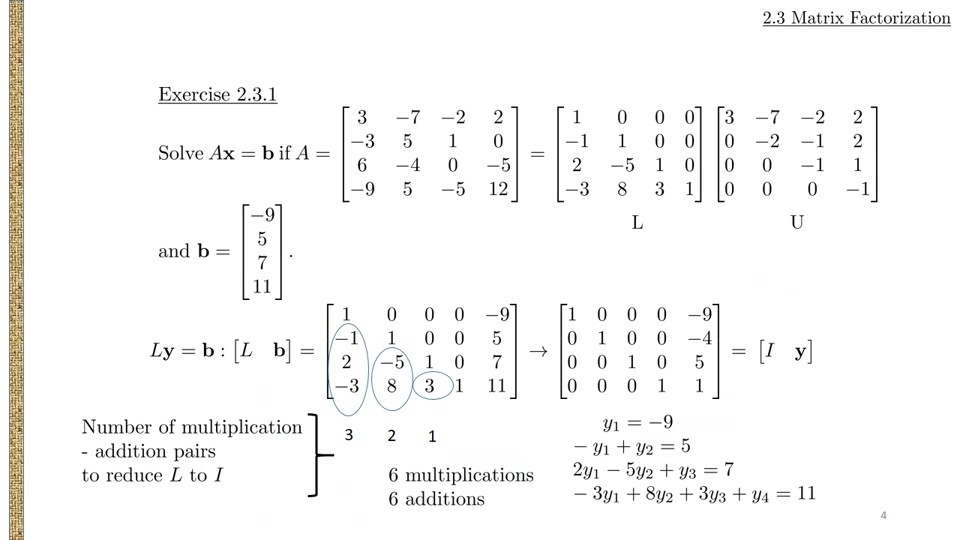 2.3 Matrix Factorization
Exercise 2.3.1
Solve Ax = b if A = [3 −7 −2 2; −3 5 1 0; 6 −4 0 −5; −9 5 −5 12] = [1 0 0 0; −1 1 0 0; 2 −5 1 0; −3 8 3 1] [3 −7 −2 2; 0 −2 −1 2; 0 0 −1 1; 0 0 0 −1]
L U
and b = [−9; 5; 7; 11].
Ly = b : [L b] = [1 0 0 0 −9; −1 1 0 0 5; 2 −5 1 0 7; −3 8 3 1 11] → [1 0 0 0 −9; 0 1 0 0 −4; 0 0 1 0 5; 0 0 0 1 1] = [I y]
Number of multiplication
- addition pairs
to reduce L to I
3 2 1
6 multiplications
6 additions
y₁ = −9
− y₁ + y₂ = 5
2y₁ − 5y₂ + y₃ = 7
− 3y₁ + 8y₂ + 3y₃ + y₄ = 11
4